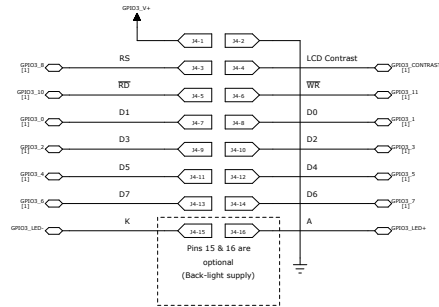 GPIO3_V+
J4-1 J4-2
GPIO3_8 [1] RS J4-3 J4-4 LCD Contrast GPIO3_CONTRAST [1]
GPIO3_10 [1] RD J4-5 J4-6 WR GPIO3_11 [1]
GPIO3_0 [1] D1 J4-7 J4-8 D0 GPIO3_1 [1]
GPIO3_2 [1] D3 J4-9 J4-10 D2 GPIO3_3 [1]
GPIO3_4 [1] D5 J4-11 J4-12 D4 GPIO3_5 [1]
GPIO3_6 [1] D7 J4-13 J4-14 D6 GPIO3_7 [1]
GPIO3_LED- K J4-15 J4-16 A GPIO3_LED+
Pins 15 & 16 are
optional
(Back-light supply)